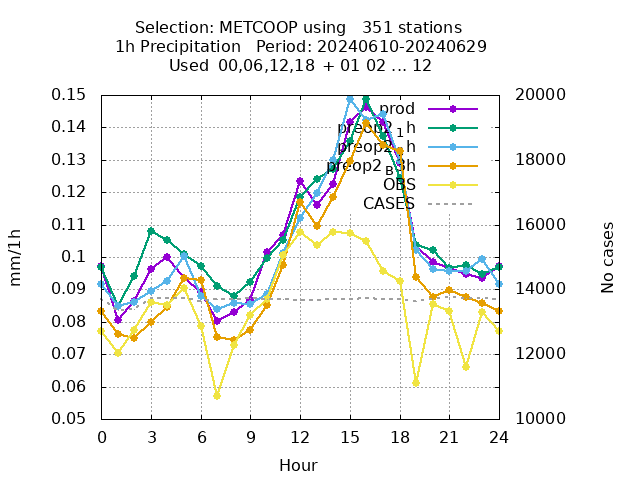 Selection: METCOOP using 351 stations
1h Precipitation Period: 20240610-20240629
Used 00,06,12,18 + 01 02 ... 12
0.15 20000
prod
0.14
0.13 18000
0.12
OBS
CASES
0.11 16000
0.1
0.09 14000
0.08
0.07 12000
0.06
0.05 10000
0 3 6 9 12 15 18 21 24
mm/1h
No cases
Hour